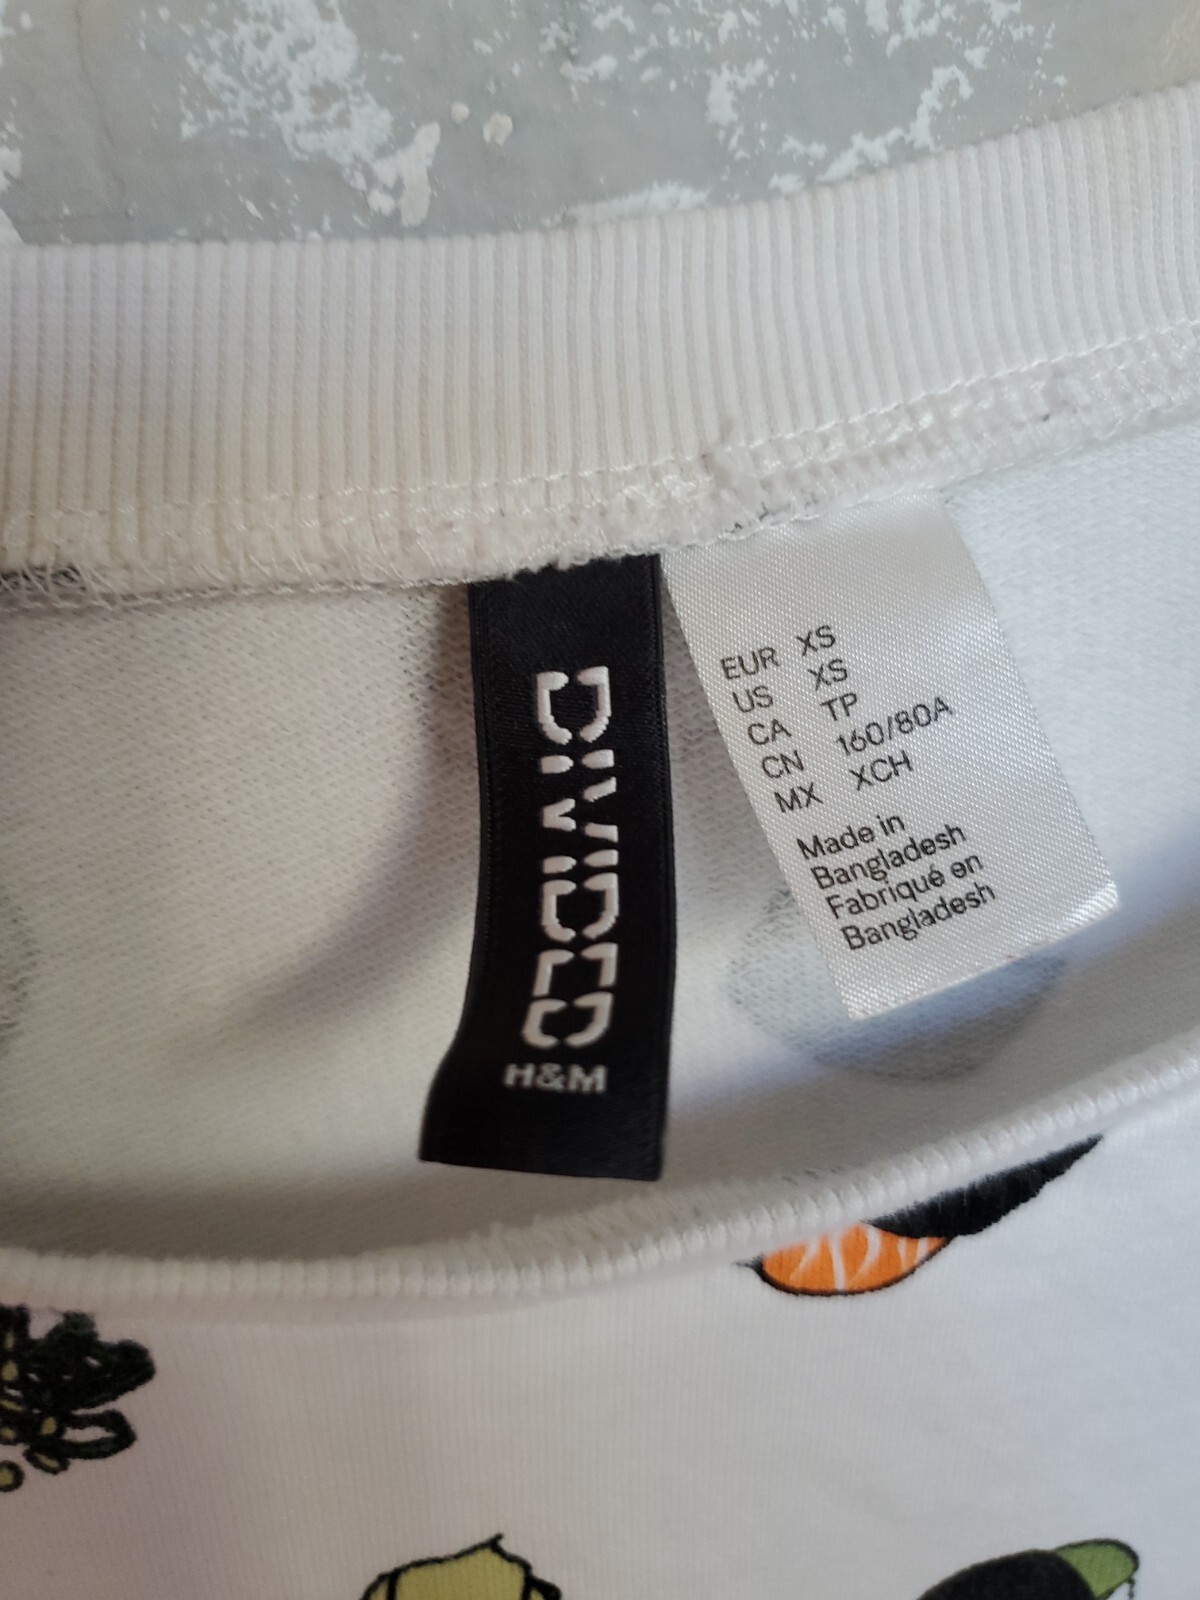 DIVIDED
H&M
EUR XS
US XS
CA TP
CN 160/80A
MX XCH
Made in
Bangladesh
Fabriqué en
Bangladesh